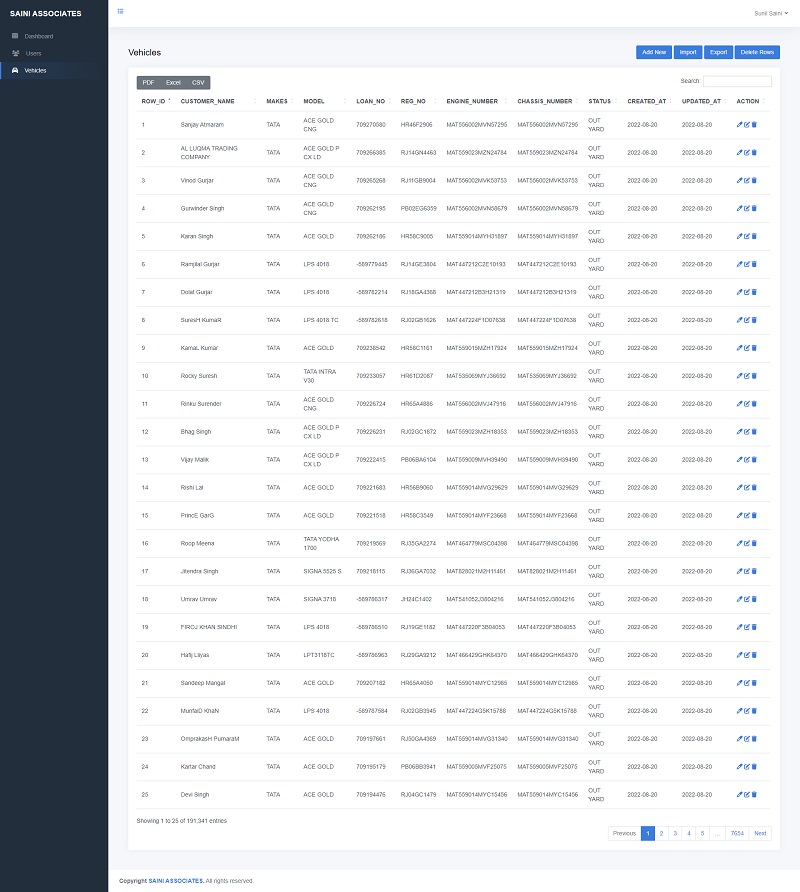 SAINI ASSOCIATES
Sunil Saini
Dashboard
Users
Vehicles
Vehicles
Add New Import Export Delete Rows
PDF Excel CSV
Search:
ROW_ID CUSTOMER_NAME MAKES MODEL LOAN_NO REG_NO ENGINE_NUMBER CHASSIS_NUMBER STATUS CREATED_AT UPDATED_AT ACTION
1 Sanjay Atmaram TATA ACE GOLD CNG 709270580 HR46F2906 MAT556002MVN57295 MAT556002MVN57295 OUT YARD 2022-08-20 2022-08-20
2 AL LUQMA TRADING COMPANY TATA ACE GOLD P CX LD 709266385 RJ14GN4463 MAT559023MZN24784 MAT559023MZN24784 OUT YARD 2022-08-20 2022-08-20
3 Vinod Gurjar TATA ACE GOLD CNG 709265268 RJ11GB9004 MAT556002MVK53753 MAT556002MVK53753 OUT YARD 2022-08-20 2022-08-20
4 Gurwinder Singh TATA ACE GOLD CNG 709262195 PB02EG6359 MAT556002MVN58679 MAT556002MVN58679 OUT YARD 2022-08-20 2022-08-20
5 Karan Singh TATA ACE GOLD 709262186 HR58C9005 MAT559014MYH31897 MAT559014MYH31897 OUT YARD 2022-08-20 2022-08-20
6 Ramjilal Gurjar TATA LPS 4018 -589779445 RJ14GE3804 MAT447212C2E10193 MAT447212C2E10193 OUT YARD 2022-08-20 2022-08-20
7 Dolat Gurjar TATA LPS 4018 -589782214 RJ18GA4368 MAT447212B3H21319 MAT447212B3H21319 OUT YARD 2022-08-20 2022-08-20
8 SuresH KumaR TATA LPS 4018 TC -589782618 RJ02GB1626 MAT447224F1D07638 MAT447224F1D07638 OUT YARD 2022-08-20 2022-08-20
9 KamaL Kumar TATA ACE GOLD 709238542 HR58C1161 MAT559015MZH17924 MAT559015MZH17924 OUT YARD 2022-08-20 2022-08-20
10 Rocky Suresh TATA TATA INTRA V30 709233057 HR61D2087 MAT535069MYJ36692 MAT535069MYJ36692 OUT YARD 2022-08-20 2022-08-20
11 Rinku Surender TATA ACE GOLD CNG 709226724 HR65A4886 MAT556002MVJ47916 MAT556002MVJ47916 OUT YARD 2022-08-20 2022-08-20
12 Bhag Singh TATA ACE GOLD P CX LD 709226231 RJ02GC1872 MAT559023MZH18353 MAT559023MZH18353 OUT YARD 2022-08-20 2022-08-20
13 Vijay Malik TATA ACE GOLD P CX LD 709222415 PB06BA6104 MAT559009MVH39490 MAT559009MVH39490 OUT YARD 2022-08-20 2022-08-20
14 Rishi Lal TATA ACE GOLD 709221683 HR56B9060 MAT559014MVG29629 MAT559014MVG29629 OUT YARD 2022-08-20 2022-08-20
15 PrincE GarG TATA ACE GOLD 709221518 HR58C3549 MAT559014MYF23668 MAT559014MYF23668 OUT YARD 2022-08-20 2022-08-20
16 Roop Meena TATA TATA YODHA 1700 709219569 RJ35GA2274 MAT464779MSC04398 MAT464779MSC04398 OUT YARD 2022-08-20 2022-08-20
17 Jitendra Singh TATA SIGNA 5525 S 709218115 RJ36GA7032 MAT828021M2H11461 MAT828021M2H11461 OUT YARD 2022-08-20 2022-08-20
18 Umrav Umrav TATA SIGNA 3718 -589786317 JH24C1402 MAT541052J3804216 MAT541052J3804216 OUT YARD 2022-08-20 2022-08-20
19 FIROJ KHAN SINDHI TATA LPS 4018 -589786510 RJ19GE1182 MAT447220F3B04053 MAT447220F3B04053 OUT YARD 2022-08-20 2022-08-20
20 Hafij Liiyas TATA LPT3118TC -589786963 RJ29GA9212 MAT466429GHK64370 MAT466429GHK64370 OUT YARD 2022-08-20 2022-08-20
21 Sandeep Mangat TATA ACE GOLD 709207182 HR65A4050 MAT559014MYC12985 MAT559014MYC12985 OUT YARD 2022-08-20 2022-08-20
22 MunfaiD KhaN TATA LPS 4018 -589787584 RJ02GB3945 MAT447224G5K15788 MAT447224G5K15788 OUT YARD 2022-08-20 2022-08-20
23 OmprakasH PumaraM TATA ACE GOLD 709197661 RJ50GA4369 MAT559014MVG31340 MAT559014MVG31340 OUT YARD 2022-08-20 2022-08-20
24 Kartar Chand TATA ACE GOLD 709195179 PB06BB3941 MAT559005MVF25075 MAT559005MVF25075 OUT YARD 2022-08-20 2022-08-20
25 Devi Singh TATA ACE GOLD 709194476 RJ04GC1479 MAT559014MYC15456 MAT559014MYC15456 OUT YARD 2022-08-20 2022-08-20
Showing 1 to 25 of 191,341 entries
Previous 1 2 3 4 5 ... 7654 Next
Copyright SAINI ASSOCIATES. All rights reserved.